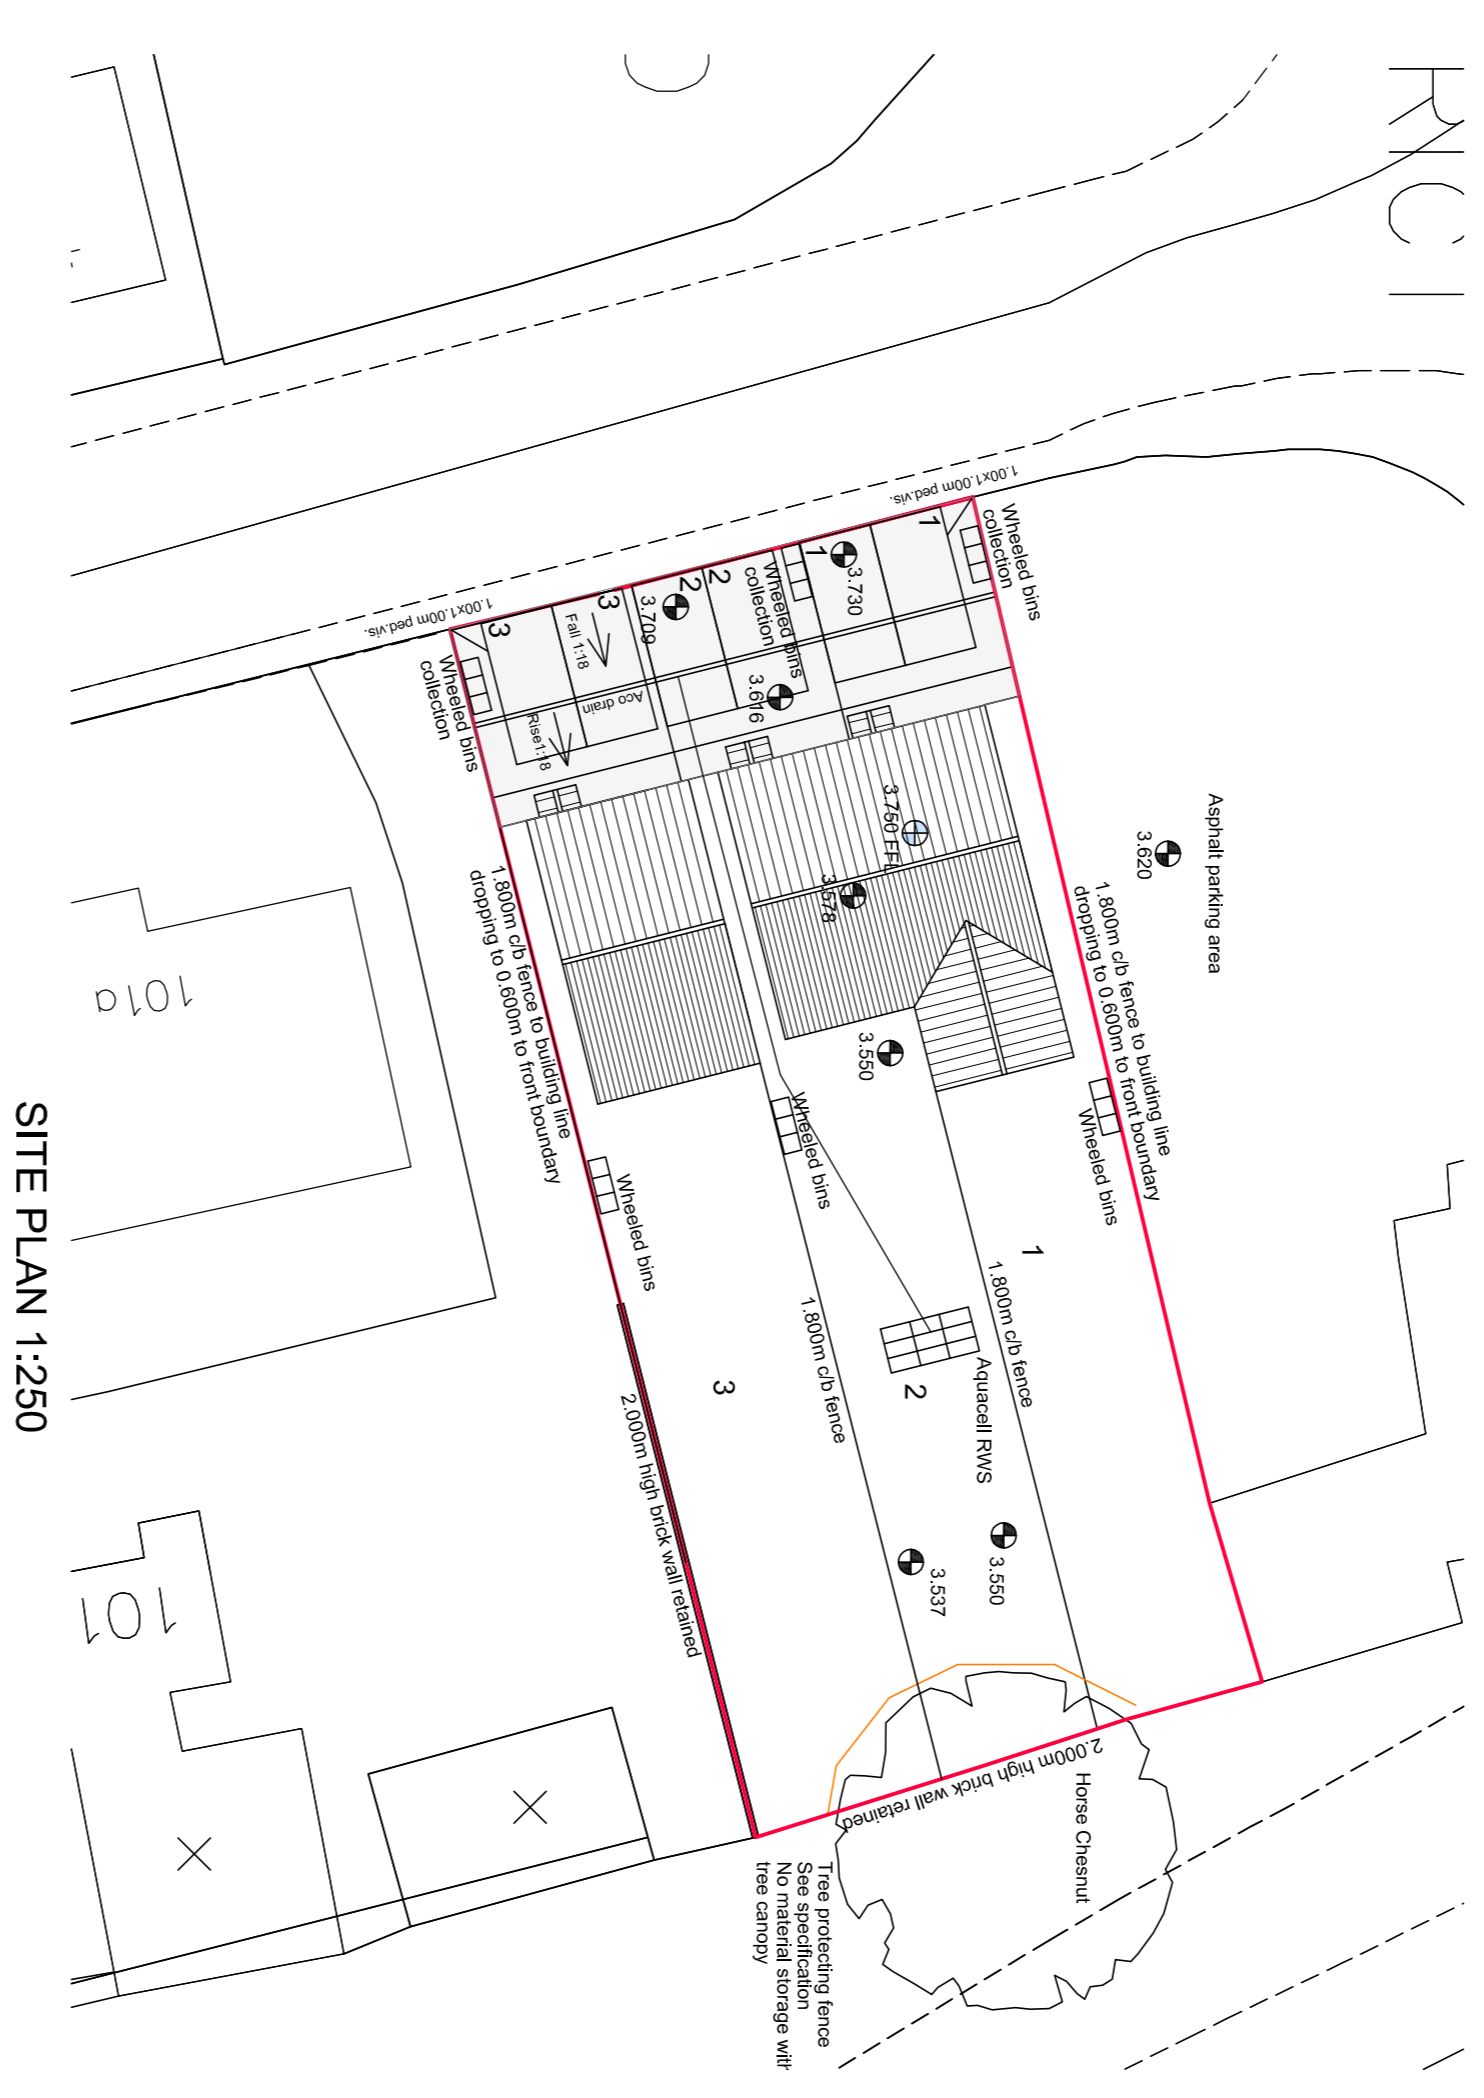 RC
1.00x1.00m ped.vis.
Wheeled bins
collection
1
3.730
1
Wheeled bins
collection
2
2
3.709
3.616
3
Fall 1:18
Aco drain
Rise1:18
3
1.00x1.00m ped.vis.
Wheeled bins
collection
Asphalt parking area
3.620
3.750 FFL
3.578
3.550
1.800m c/b fence to building line
dropping to 0.600m to front boundary
Wheeled bins
1.800m c/b fence to building line
dropping to 0.600m to front boundary
Wheeled bins
Wheeled bins
1
1.800m c/b fence
Aquacell RWS
2
1.800m c/b fence
3
2.000m high brick wall retained
3.550
3.537
2.000m high brick wall retained
Horse Chesnut
Tree protecting fence
See specification
No material storage
tree canopy
101a
101
SITE PLAN 1:250